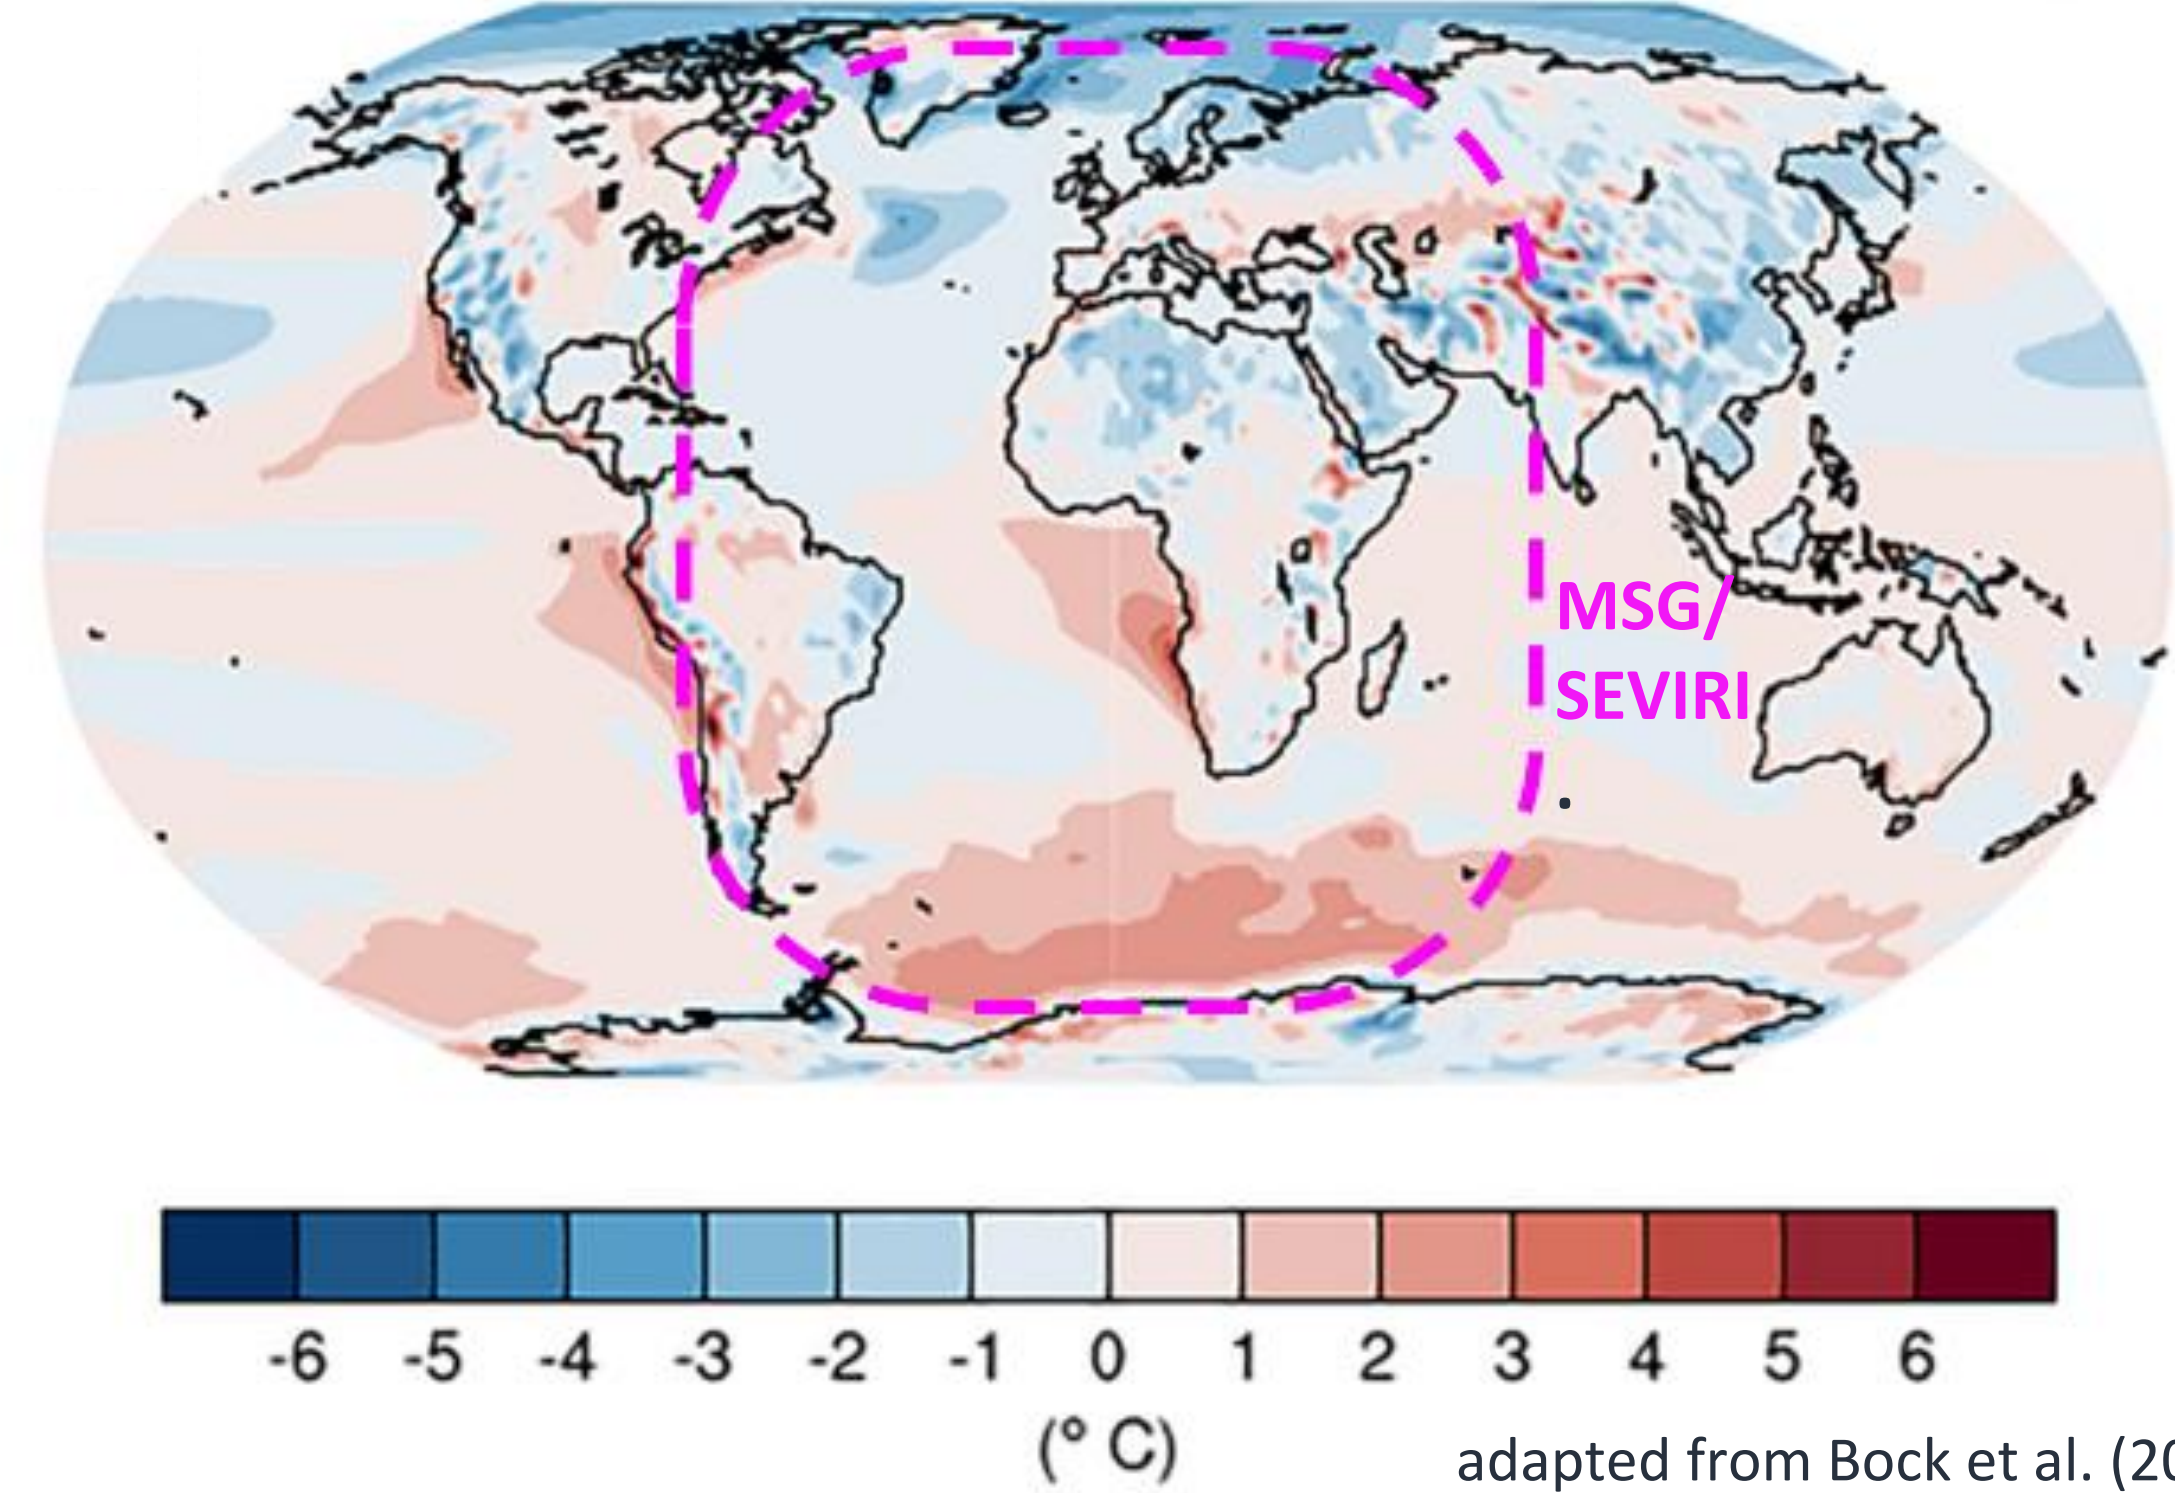 MSG/
SEVIRI
.
-6 -5 -4 -3 -2 -1 0 1 2 3 4 5 6
(° C)
adapted from Bock et al. (20